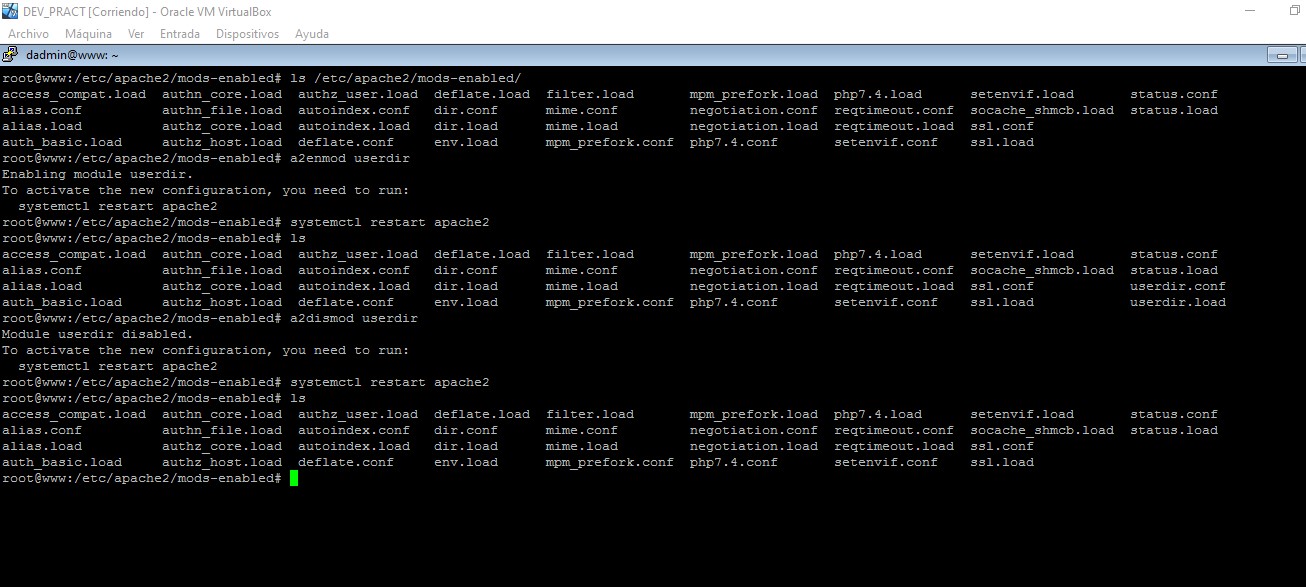 DEV_PRACT [Corriendo] - Oracle VM VirtualBox
Archivo Máquina Ver Entrada Dispositivos Ayuda
dadmin@www: ~
root@www:/etc/apache2/mods-enabled# ls /etc/apache2/mods-enabled/
access_compat.load authn_core.load authz_user.load deflate.load filter.load mpm_prefork.load php7.4.load setenvif.load status.conf
alias.conf authn_file.load autoindex.conf dir.conf mime.conf negotiation.conf reqtimeout.conf socache_shmcb.load status.load
alias.load authz_core.load autoindex.load dir.load mime.load negotiation.load reqtimeout.load ssl.conf
auth_basic.load authz_host.load deflate.conf env.load mpm_prefork.conf php7.4.conf setenvif.conf ssl.load
root@www:/etc/apache2/mods-enabled# a2enmod userdir
Enabling module userdir.
To activate the new configuration, you need to run:
  systemctl restart apache2
root@www:/etc/apache2/mods-enabled# systemctl restart apache2
root@www:/etc/apache2/mods-enabled# ls
access_compat.load authn_core.load authz_user.load deflate.load filter.load mpm_prefork.load php7.4.load setenvif.load status.conf
alias.conf authn_file.load autoindex.conf dir.conf mime.conf negotiation.conf reqtimeout.conf socache_shmcb.load status.load
alias.load authz_core.load autoindex.load dir.load mime.load negotiation.load reqtimeout.load ssl.conf userdir.conf
auth_basic.load authz_host.load deflate.conf env.load mpm_prefork.conf php7.4.conf setenvif.conf ssl.load userdir.load
root@www:/etc/apache2/mods-enabled# a2dismod userdir
Module userdir disabled.
To activate the new configuration, you need to run:
  systemctl restart apache2
root@www:/etc/apache2/mods-enabled# systemctl restart apache2
root@www:/etc/apache2/mods-enabled# ls
access_compat.load authn_core.load authz_user.load deflate.load filter.load mpm_prefork.load php7.4.load setenvif.load status.conf
alias.conf authn_file.load autoindex.conf dir.conf mime.conf negotiation.conf reqtimeout.conf socache_shmcb.load status.load
alias.load authz_core.load autoindex.load dir.load mime.load negotiation.load reqtimeout.load ssl.conf
auth_basic.load authz_host.load deflate.conf env.load mpm_prefork.conf php7.4.conf setenvif.conf ssl.load
root@www:/etc/apache2/mods-enabled#